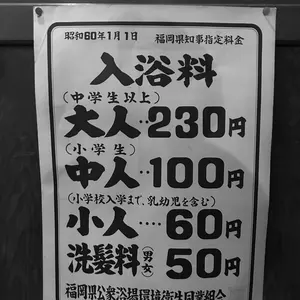 昭和60年1月1日 福岡県知事指定料金
入浴料
(中学生以上)
大人‥230円
(小学生)
中人‥100円
(小学校入学まで、乳幼児を含む)
小人‥‥60円
洗髪料(男女)50円
福岡県公衆浴場環境衛生同業組合